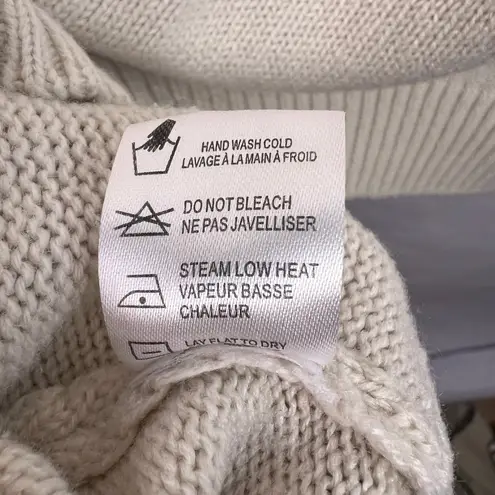 HAND WASH COLD
LAVAGE À LA MAIN À FROID
DO NOT BLEACH
NE PAS JAVELLISER
STEAM LOW HEAT
VAPEUR BASSE
CHALEUR
LAY FLAT TO DRY